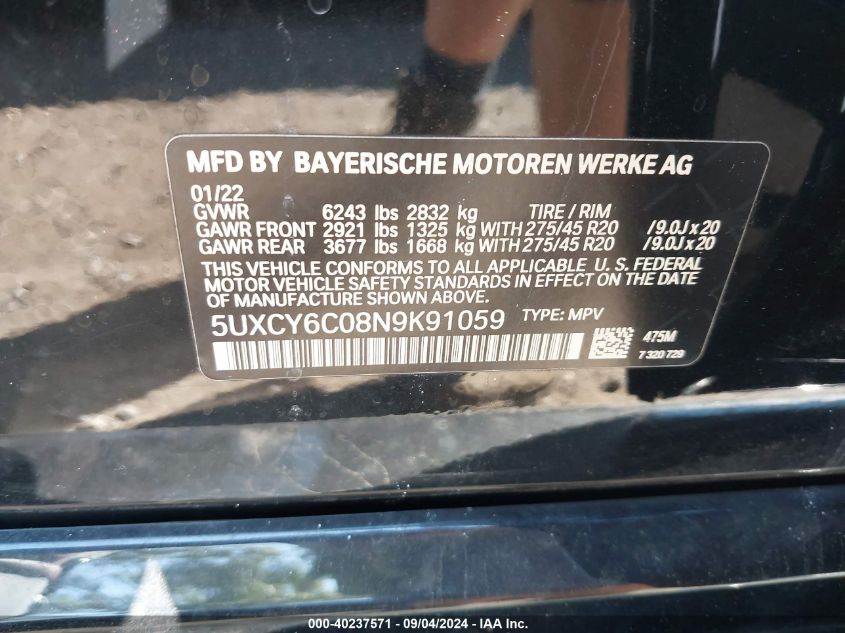 MFD BY BAYERISCHE MOTOREN WERKE AG
01/22
GVWR 6243 lbs 2832 kg TIRE / RIM
GAWR FRONT 2921 lbs 1325 kg WITH 275/45 R20 /9.0J x 20
GAWR REAR 3677 lbs 1668 kg WITH 275/45 R20 /9.0J x 20
THIS VEHICLE CONFORMS TO ALL APPLICABLE U. S. FEDERAL
MOTOR VEHICLE SAFETY STANDARDS IN EFFECT ON THE DATE
OF MANUFACTURE SHOWN ABOVE.
5UXCY6C08N9K91059 TYPE: MPV
475M
7 320 729
000-40237571 - 09/04/2024 - IAA Inc.